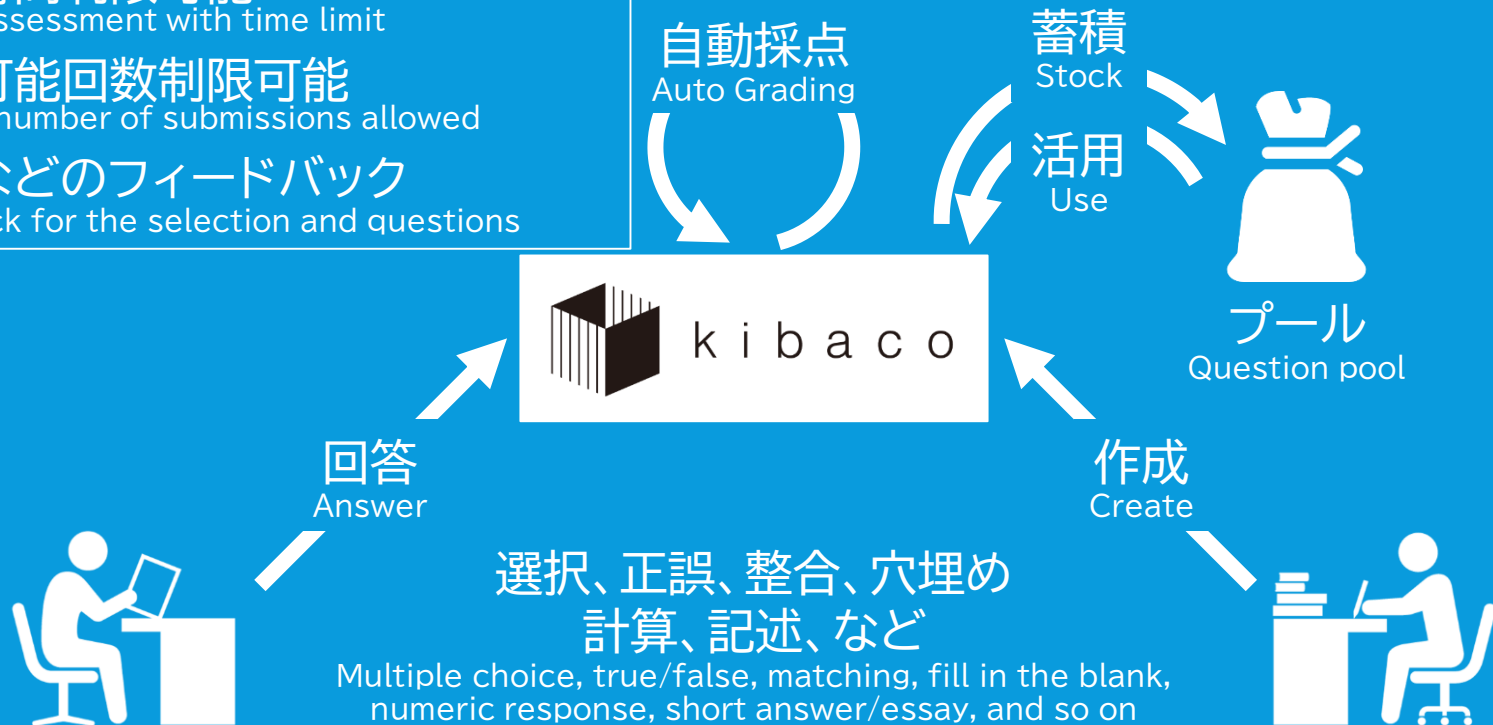 ssessment with time limit
可能回数制限可能
number of submissions allowed
などのフィードバック
ck for the selection and questions
自動採点
Auto Grading
蓄積
Stock
活用
Use
プール
Question pool
kibaco
回答
Answer
作成
Create
選択、正誤、整合、穴埋め
計算、記述、など
Multiple choice, true/false, matching, fill in the blank,
numeric response, short answer/essay, and so on